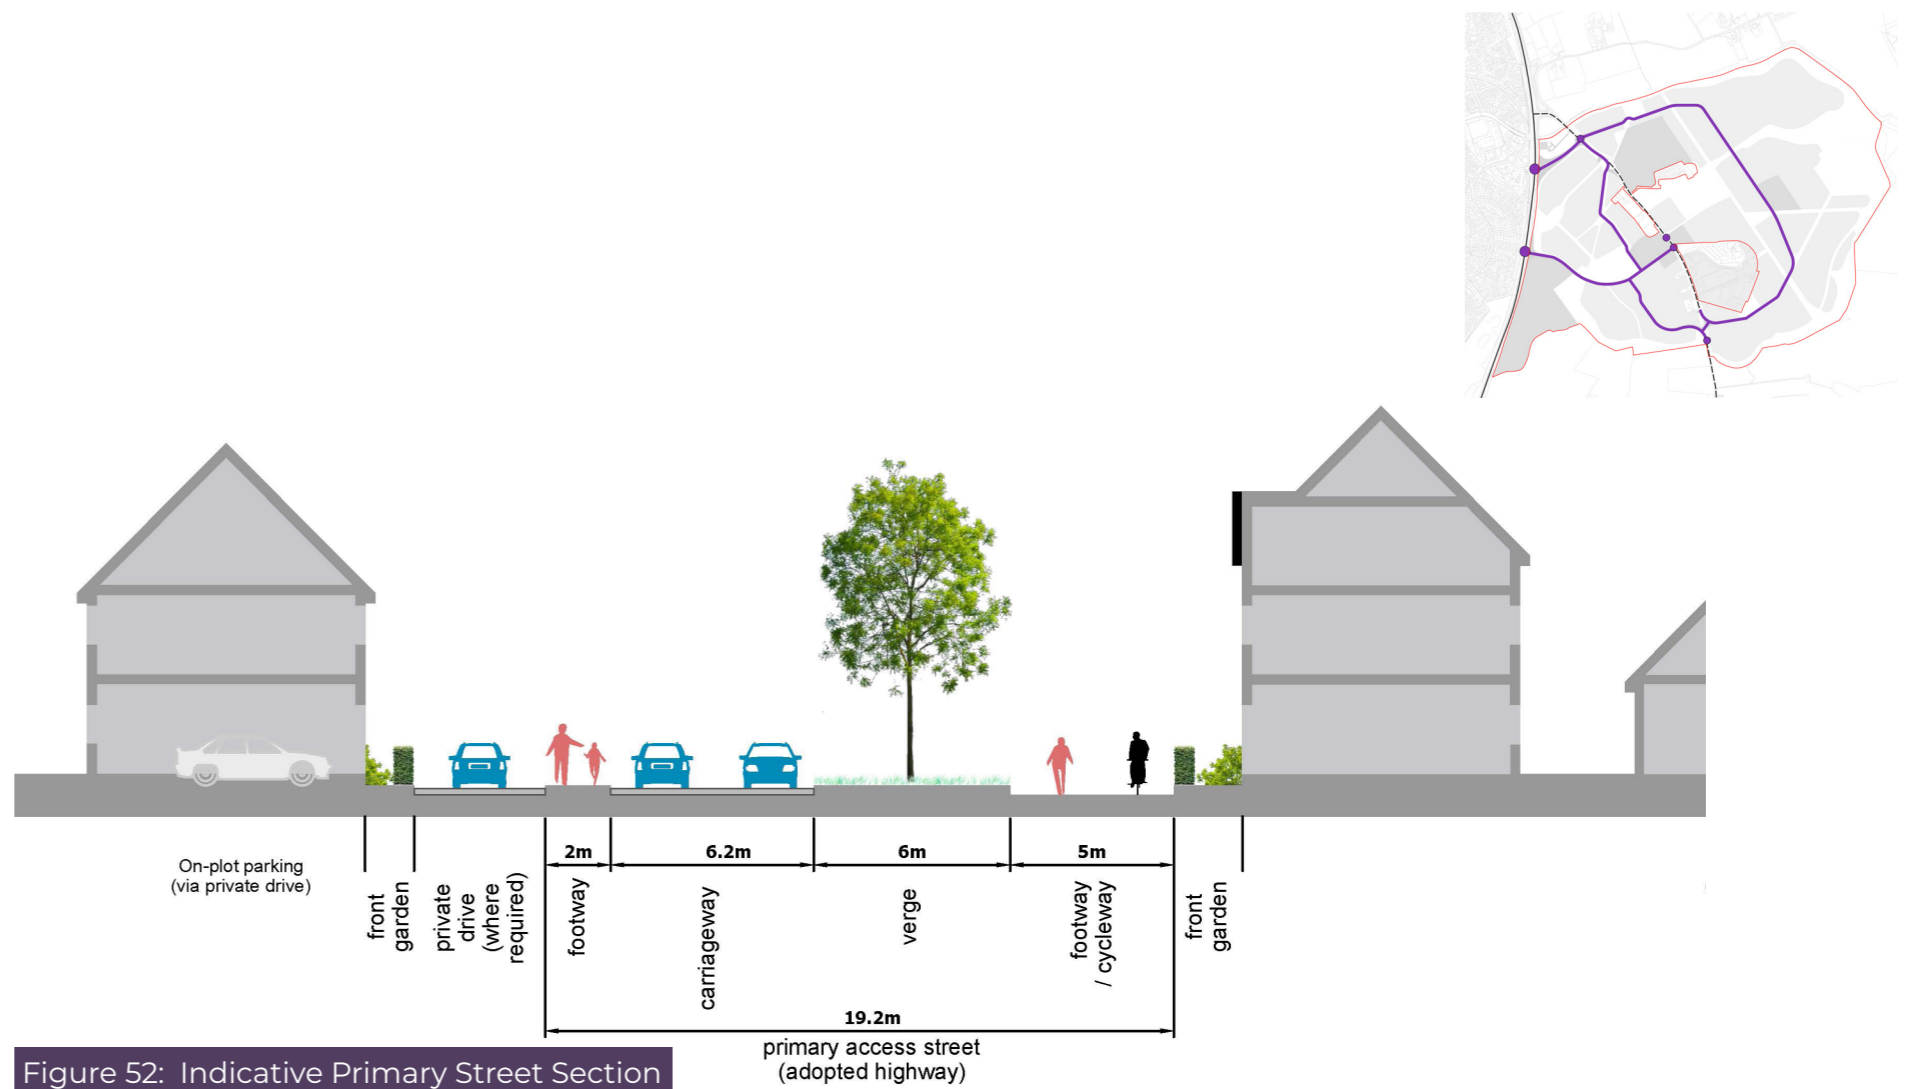 On-plot parking
(via private drive)
front
garden
private
drive
(where
required)
2m
footway
6.2m
carriageway
6m
verge
5m
footway
/ cycleway
front
garden
19.2m
primary access street
(adopted highway)
Figure 52: Indicative Primary Street Section